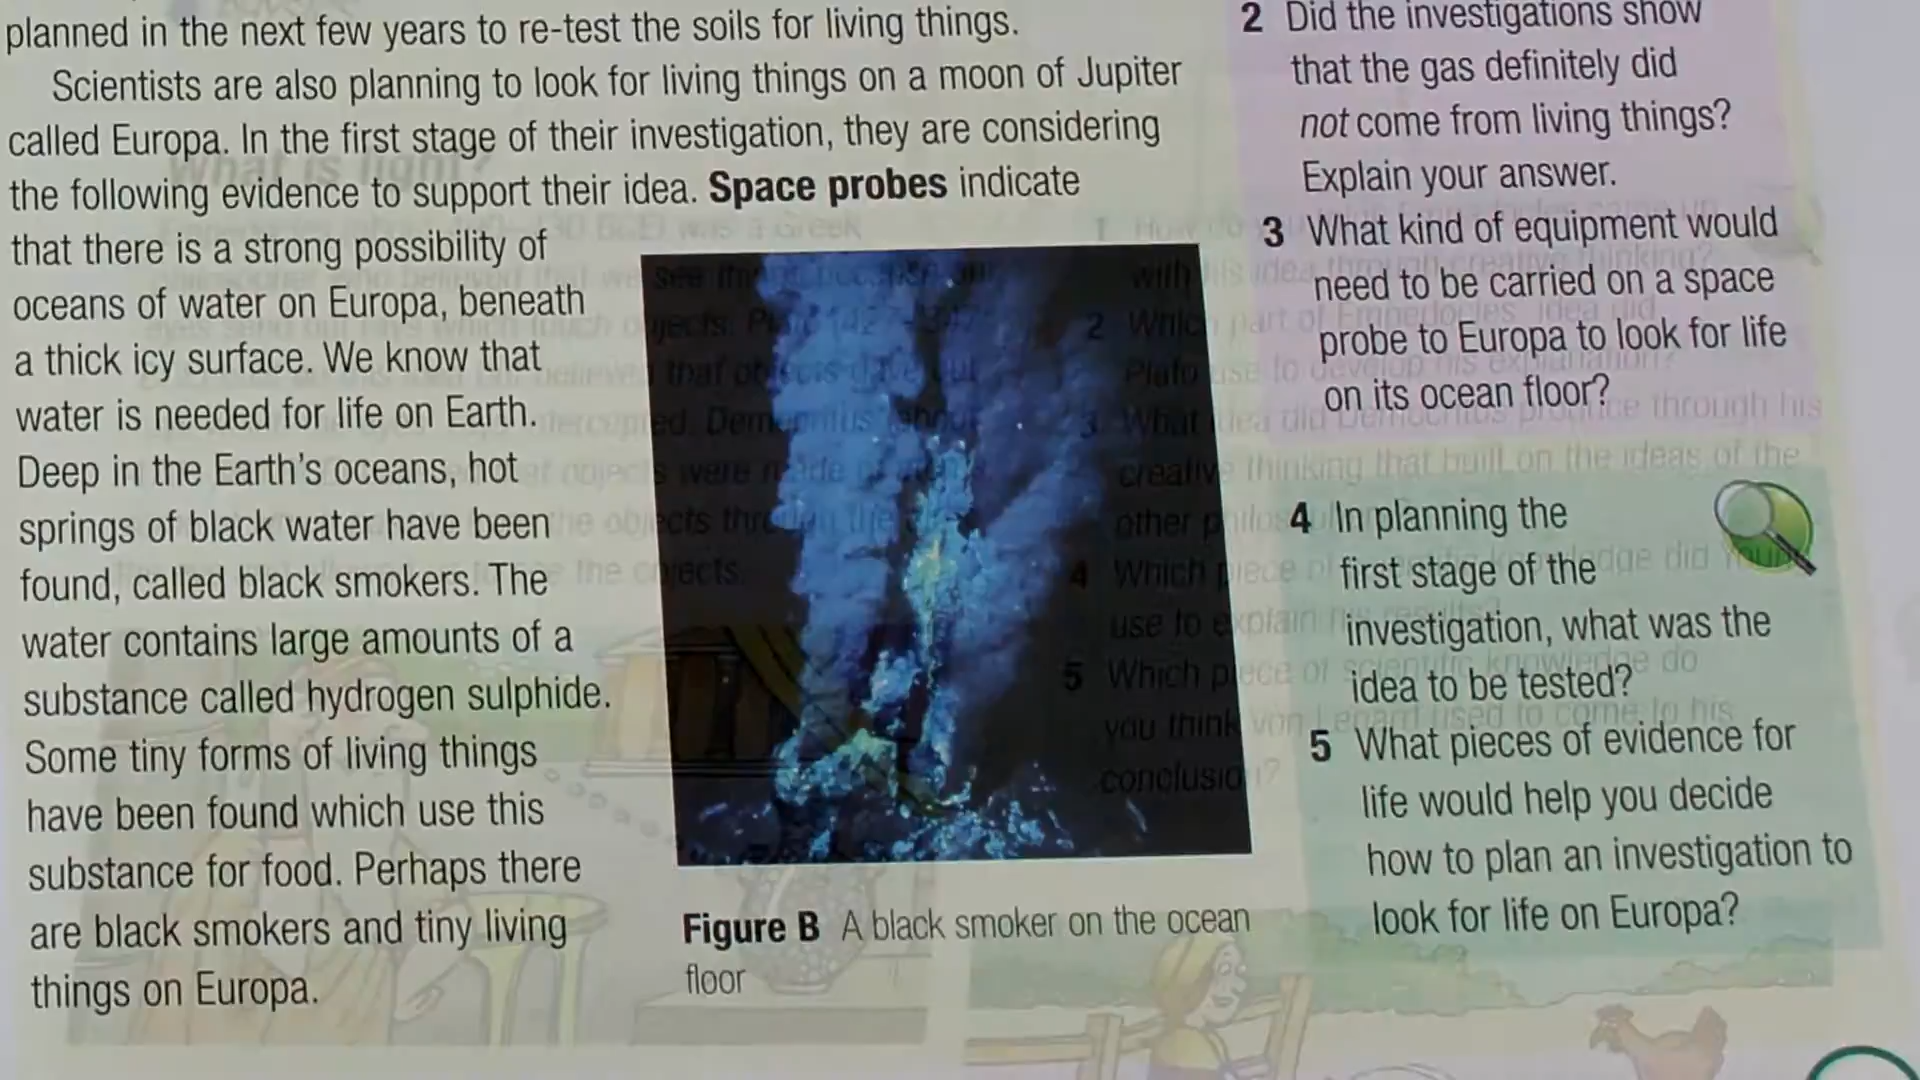 planned in the next few years to re-test the soils for living things.
Scientists are also planning to look for living things on a moon of Jupiter
called Europa. In the first stage of their investigation, they are considering
the following evidence to support their idea. Space probes indicate
that there is a strong possibility of
oceans of water on Europa, beneath
a thick icy surface. We know that
water is needed for life on Earth.
Deep in the Earth's oceans, hot
springs of black water have been
found, called black smokers. The
water contains large amounts of a
substance called hydrogen sulphide.
Some tiny forms of living things
have been found which use this
substance for food. Perhaps there
are black smokers and tiny living
things on Europa.
Figure B A black smoker on the ocean
floor
2 Did the investigations show
that the gas definitely did
not come from living things?
Explain your answer.
3 What kind of equipment would
need to be carried on a space
probe to Europa to look for life
on its ocean floor?
4 In planning the
first stage of the
investigation, what was the
idea to be tested?
5 What pieces of evidence for
life would help you decide
how to plan an investigation to
look for life on Europa?